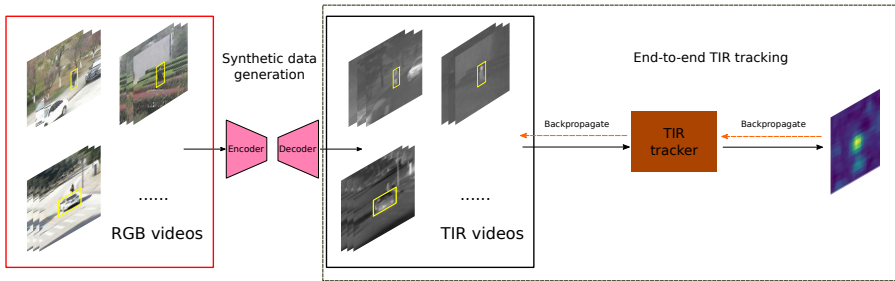 Synthetic data
generation
End-to-end TIR tracking
Encoder
Decoder
Backpropagate
TIR
tracker
Backpropagate
......
RGB videos
......
TIR videos